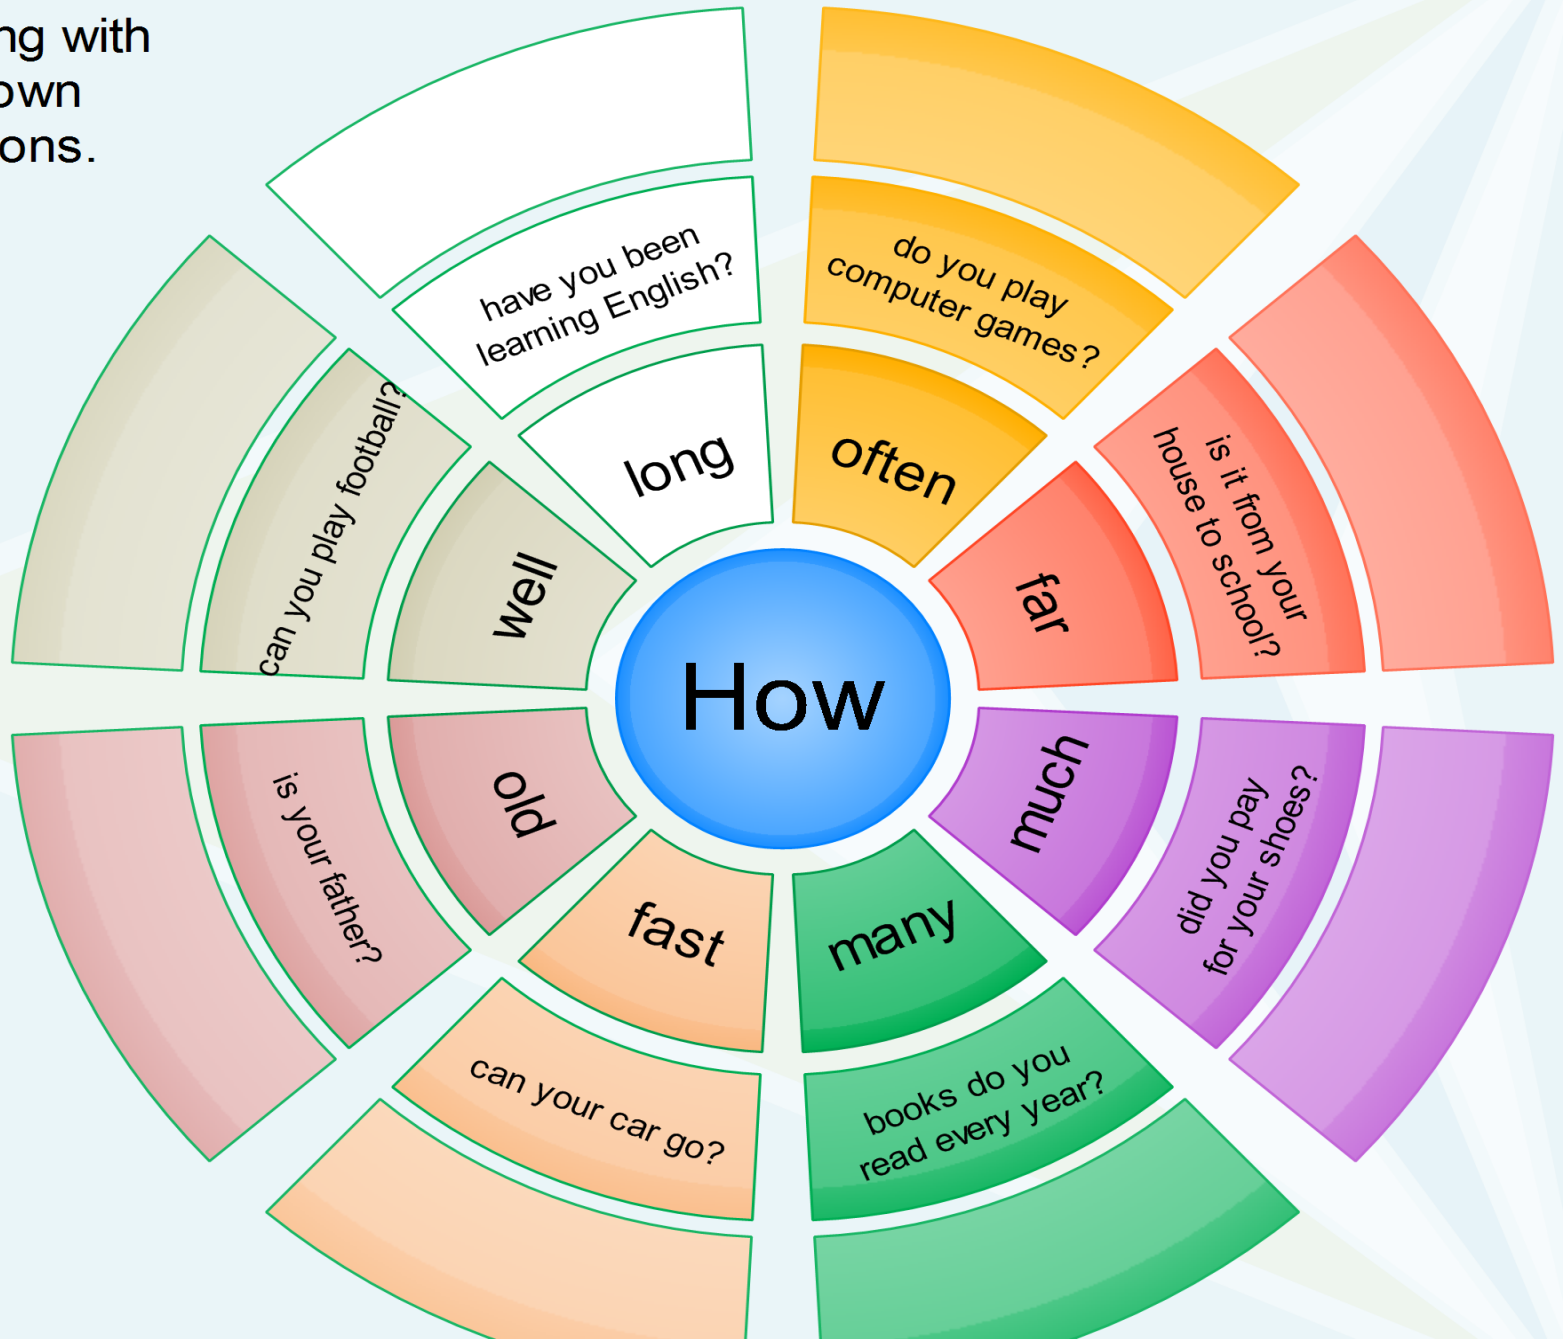 ng with
own
ons.
How
long
have you been
learning English?
often
do you play
computer games?
far
is it from your
house to school?
much
did you pay
for your shoes?
many
books do you
read every year?
fast
can your car go?
old
is your father?
well
can you play football?